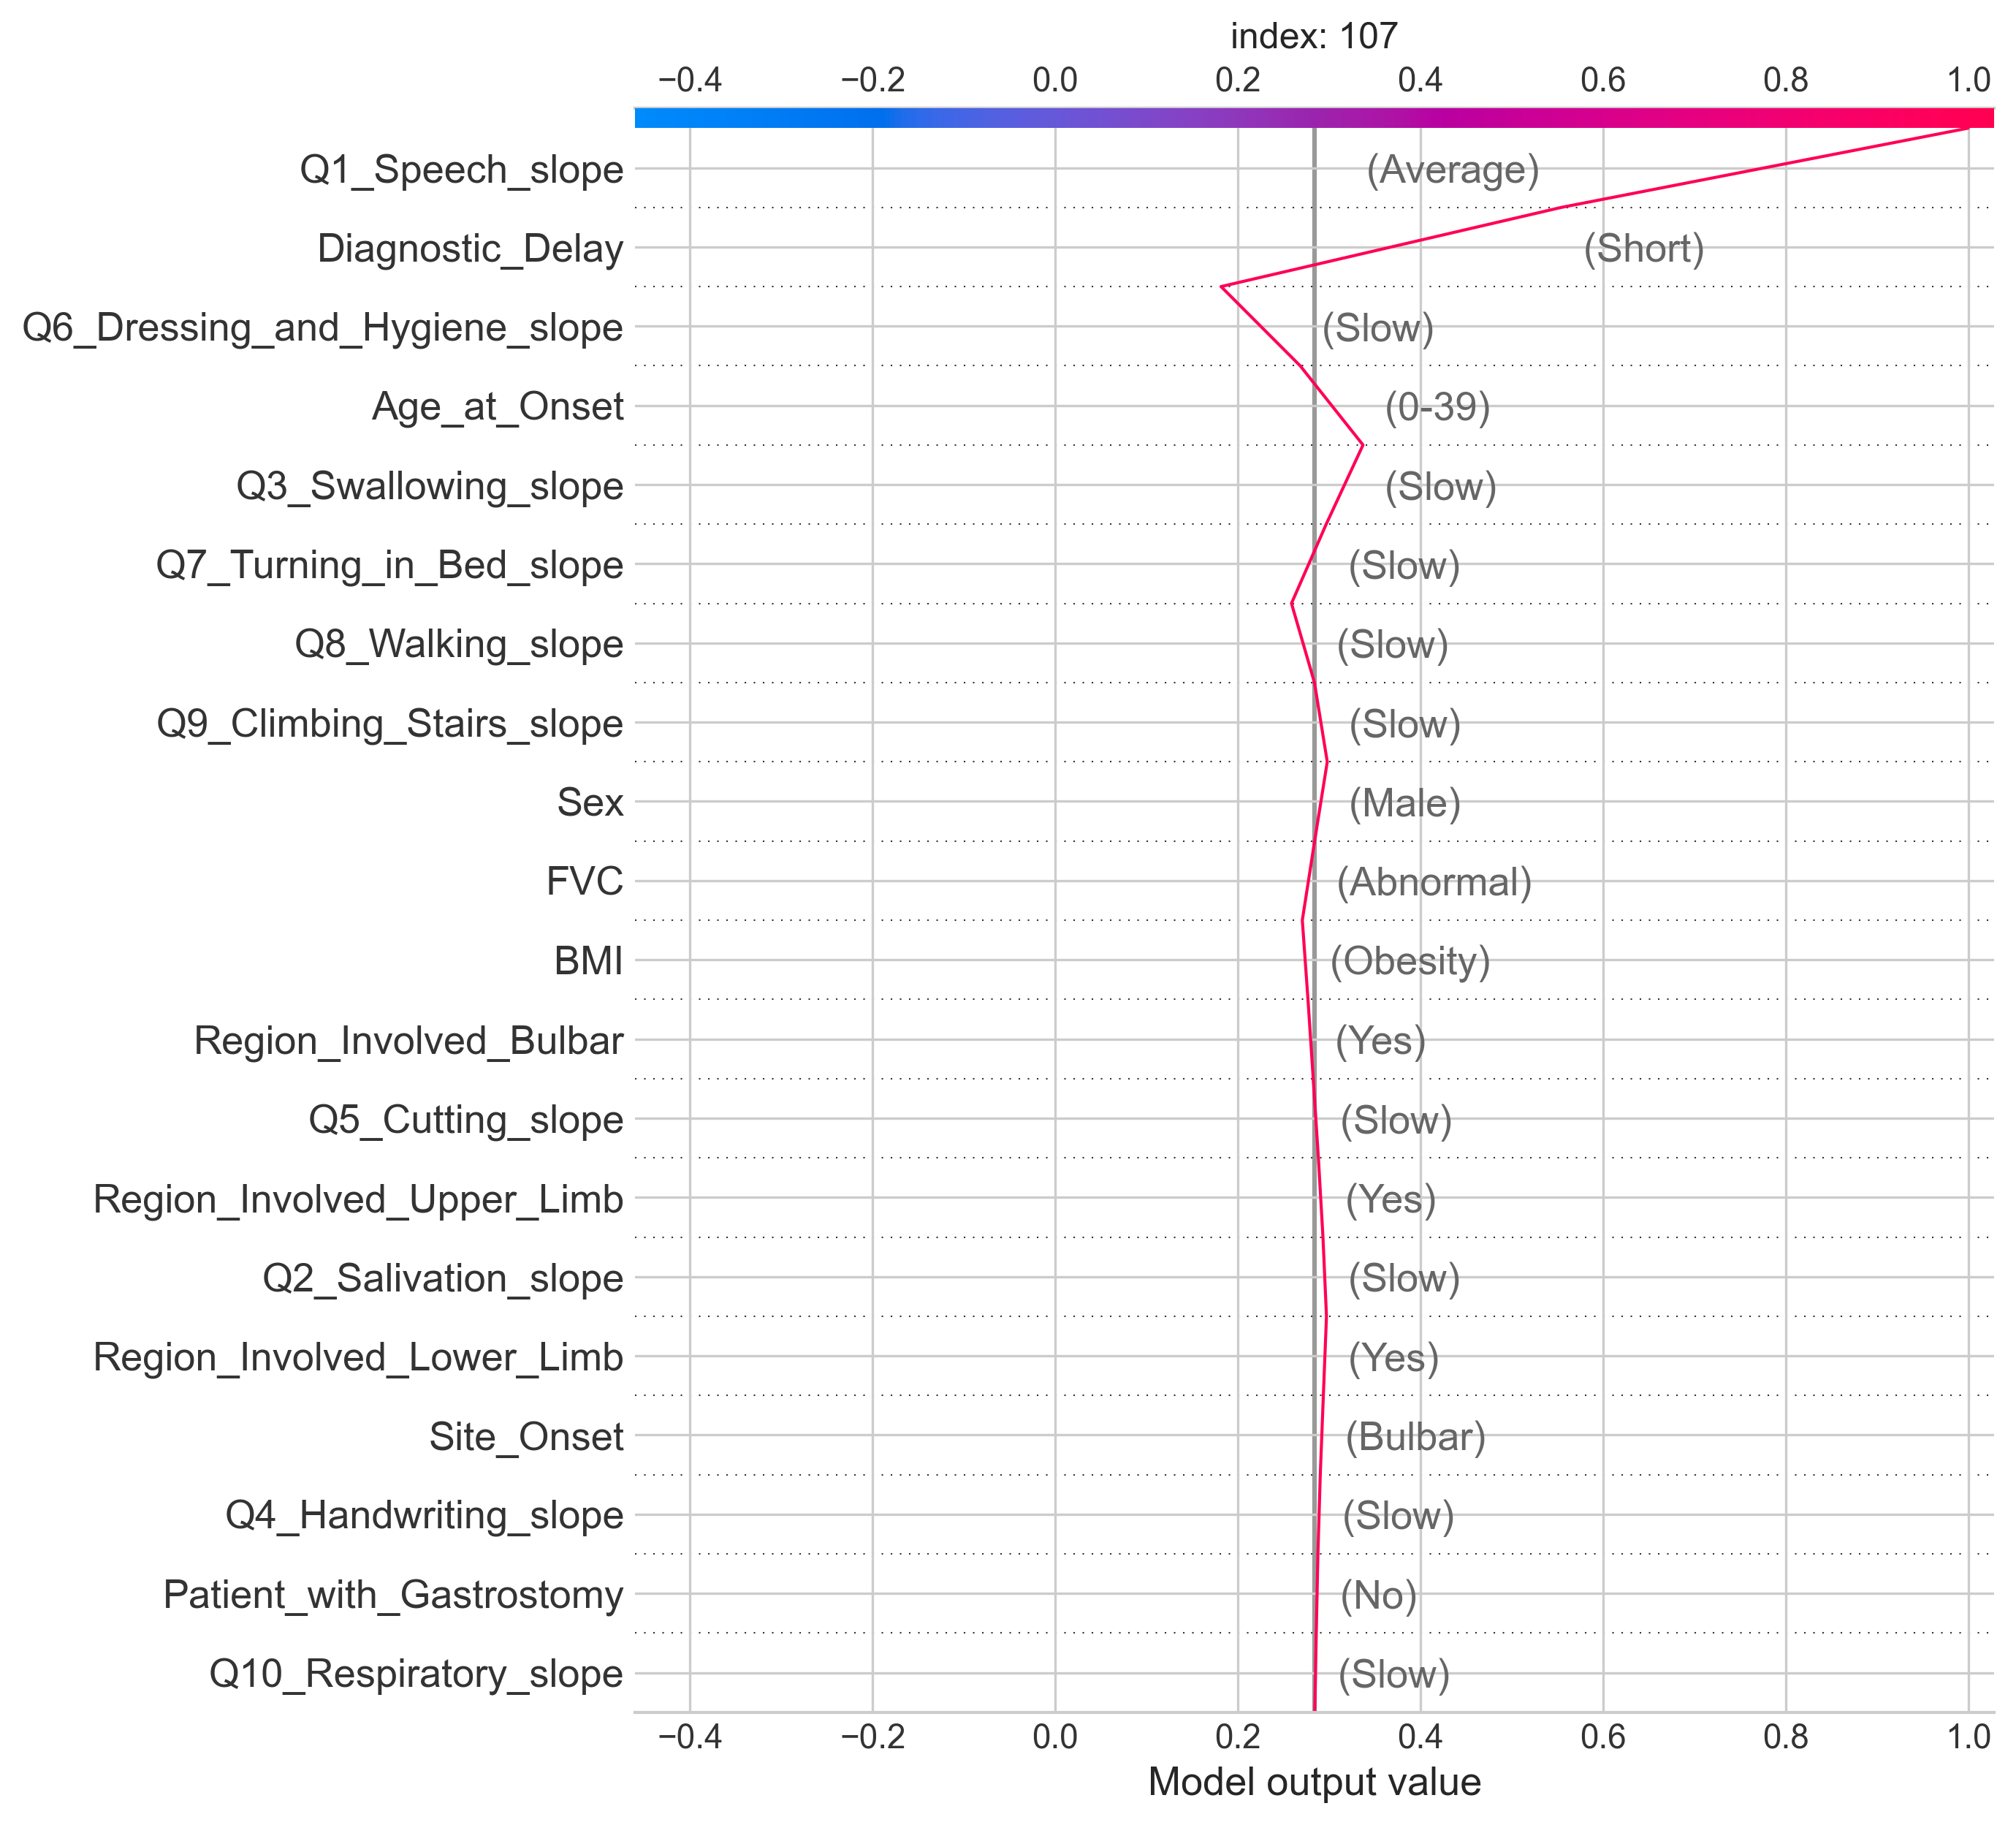 index: 107
−0.4 −0.2 0.0 0.2 0.4 0.6 0.8 1.0
Q1_Speech_slope (Average)
Diagnostic_Delay (Short)
Q6_Dressing_and_Hygiene_slope (Slow)
Age_at_Onset (0-39)
Q3_Swallowing_slope (Slow)
Q7_Turning_in_Bed_slope (Slow)
Q8_Walking_slope (Slow)
Q9_Climbing_Stairs_slope (Slow)
Sex (Male)
FVC (Abnormal)
BMI (Obesity)
Region_Involved_Bulbar (Yes)
Q5_Cutting_slope (Slow)
Region_Involved_Upper_Limb (Yes)
Q2_Salivation_slope (Slow)
Region_Involved_Lower_Limb (Yes)
Site_Onset (Bulbar)
Q4_Handwriting_slope (Slow)
Patient_with_Gastrostomy (No)
Q10_Respiratory_slope (Slow)
−0.4 −0.2 0.0 0.2 0.4 0.6 0.8 1.0
Model output value